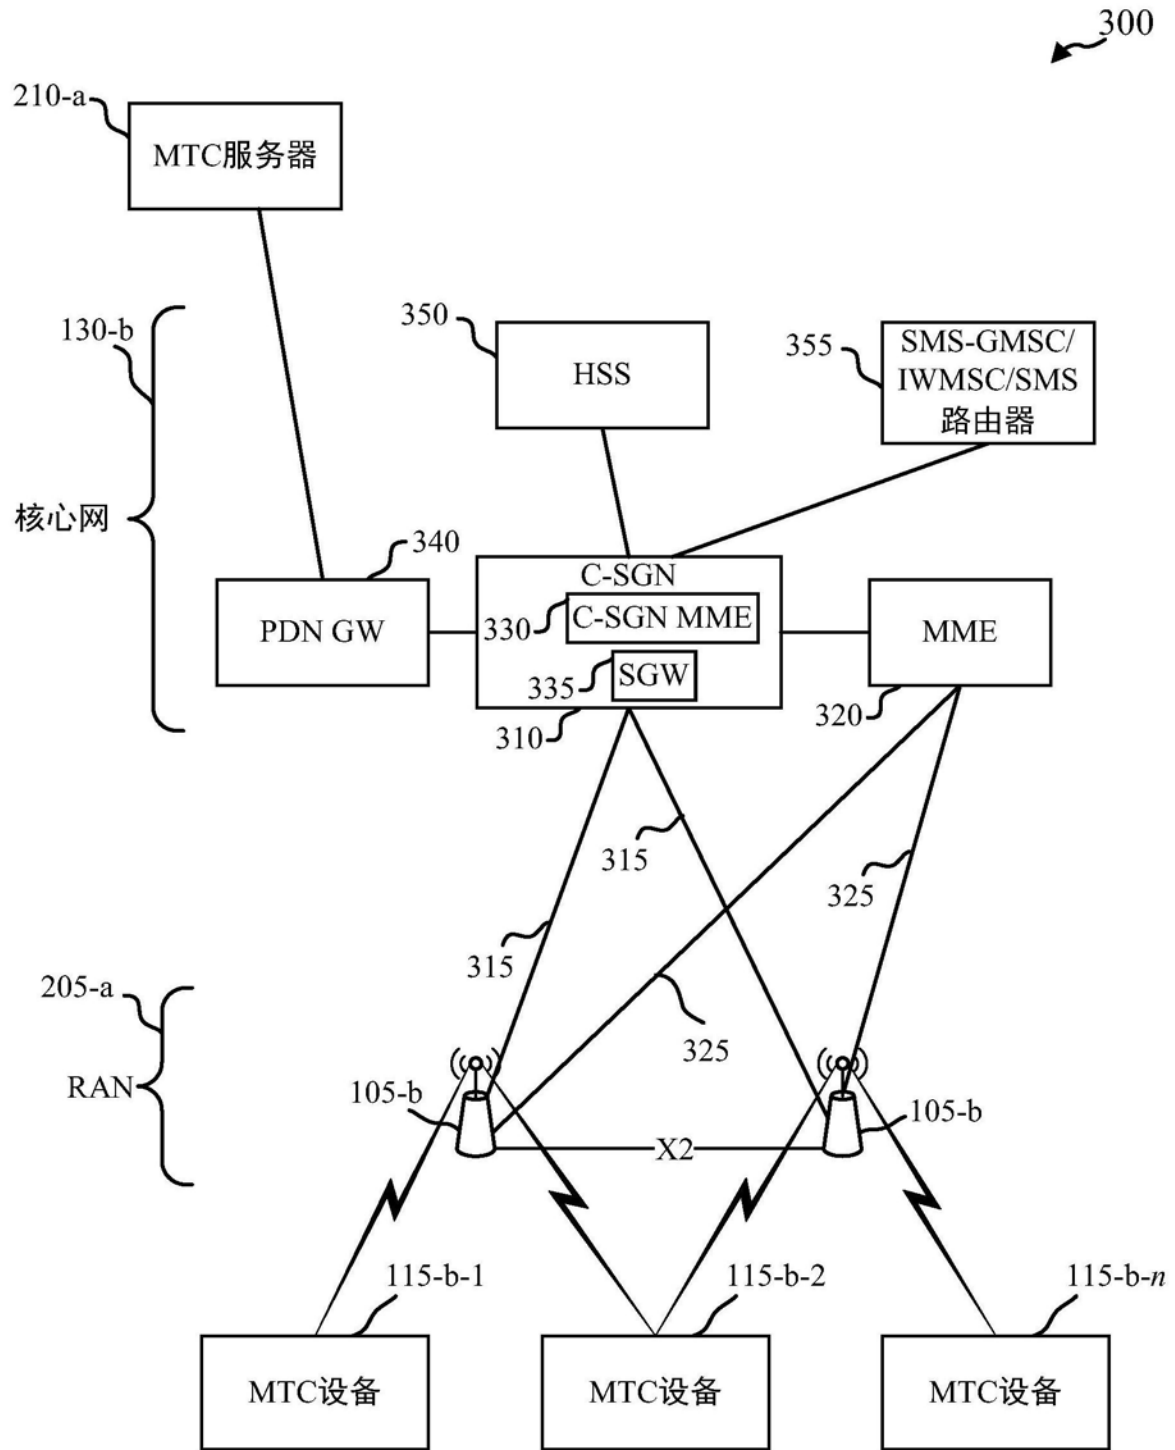 300
210-a
MTC服务器
130-b
350
HSS
355
SMS-GMSC/
IWMSC/SMS
路由器
核心网
340
PDN GW
C-SGN
330
C-SGN MME
335
SGW
310
MME
320
315
315
325
325
205-a
RAN
105-b
105-b
X2
115-b-1
115-b-2
115-b-n
MTC设备
MTC设备
MTC设备